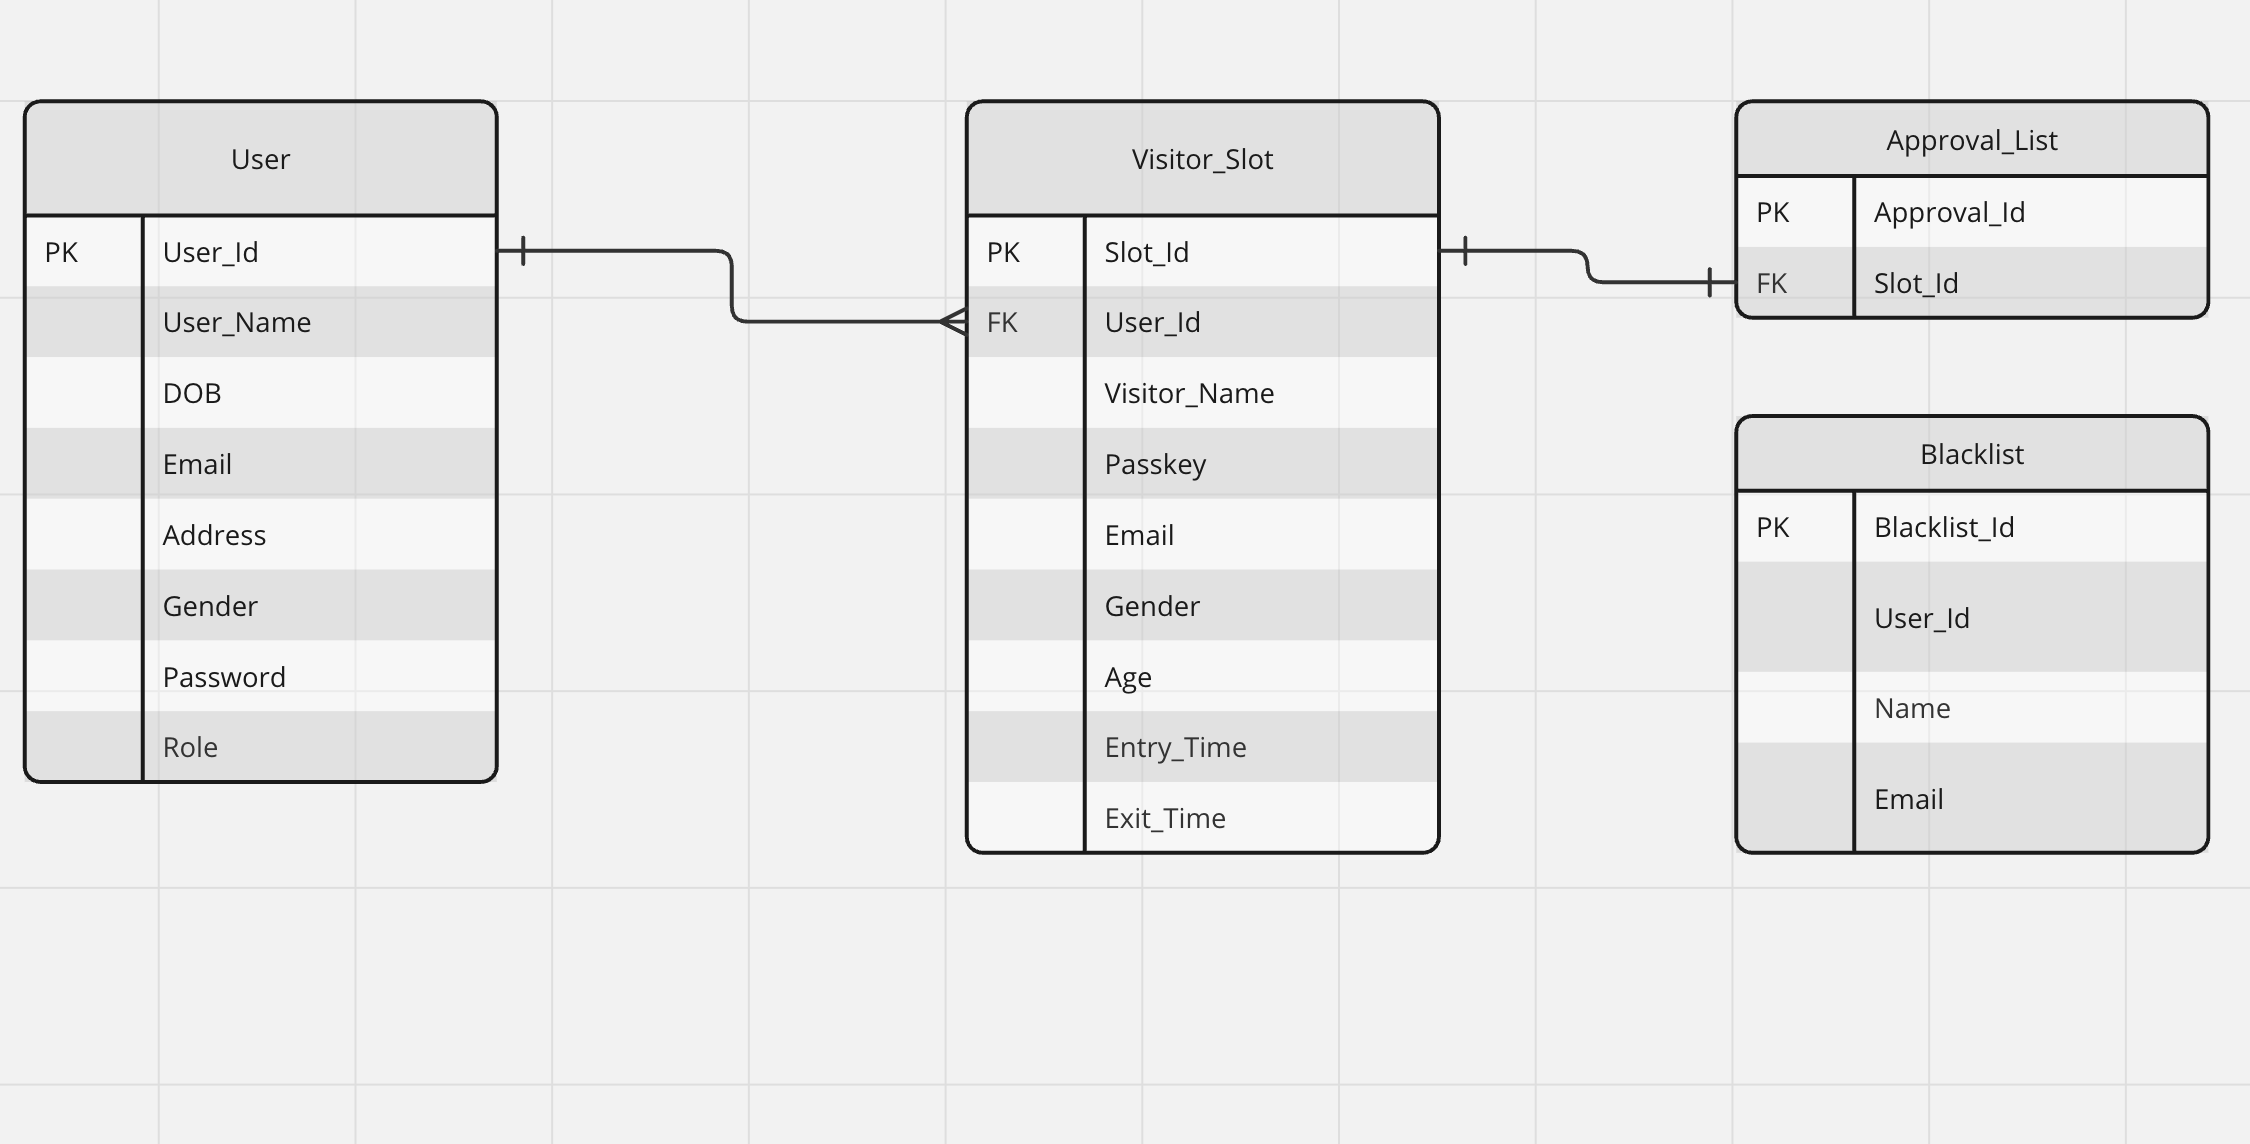 User
PK User_Id
User_Name
DOB
Email
Address
Gender
Password
Role
Visitor_Slot
PK Slot_Id
FK User_Id
Visitor_Name
Passkey
Email
Gender
Age
Entry_Time
Exit_Time
Approval_List
PK Approval_Id
FK Slot_Id
Blacklist
PK Blacklist_Id
User_Id
Name
Email